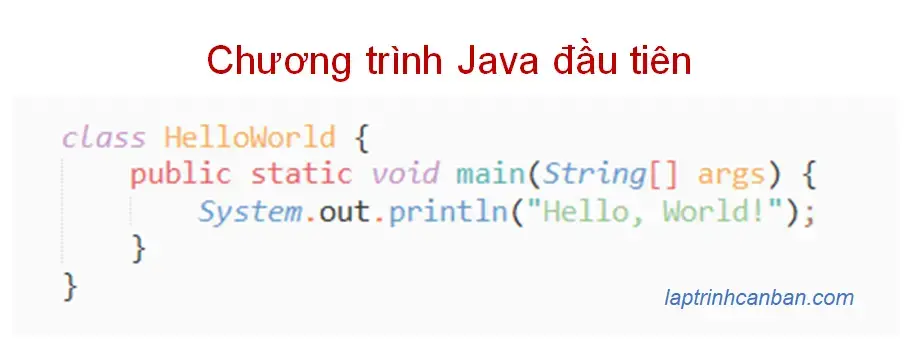 Chương trình Java đầu tiên
class HelloWorld {
    public static void main(String[] args) {
        System.out.println("Hello, World!");
    }
}
laptrinhcanban.com